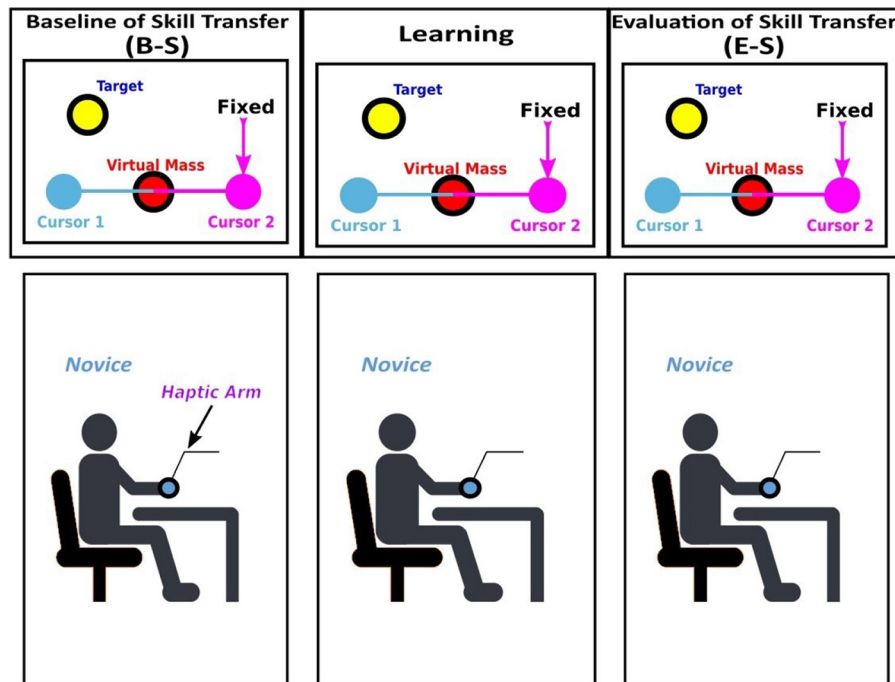 Baseline of Skill Transfer
(B-S)
Target
Fixed
Virtual Mass
Cursor 1
Cursor 2
Learning
Target
Fixed
Virtual Mass
Cursor 1
Cursor 2
Evaluation of Skill Transfer
(E-S)
Target
Fixed
Virtual Mass
Cursor 1
Cursor 2
Novice
Haptic Arm
Novice
Novice